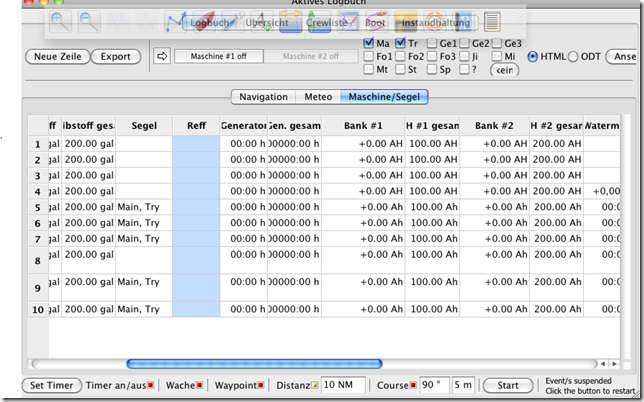 Aktives Logbuch
Logbuch Übersicht Crewliste Boot Instandhaltung
Neue Zeile Export Maschine #1 off Maschine #2 off
Ma Tr Ge1 Ge2 Ge3
Fo1 Fo2 Fo3 Ji Mi
Mt St Sp ? kein
HTML ODT Anse
Navigation Meteo Maschine/Segel
ff ibstoff ges. Segel Reff Generator Gen. gesam Bank #1 H #1 gesam Bank #2 H #2 gesam Waterm
1 gal 200.00 gal 00:00 h 00000:00 h +0.00 AH 100.00 AH +0.00 AH 200.00 AH
2 gal 200.00 gal 00:00 h 00000:00 h +0.00 AH 100.00 AH +0.00 AH 200.00 AH
3 gal 200.00 gal 00:00 h 00000:00 h +0.00 AH 100.00 AH +0.00 AH 200.00 AH
4 gal 200.00 gal 00:00 h 00000:00 h +0.00 AH 100.00 AH +0.00 AH 200.00 AH +0,00
5 gal 200.00 gal Main, Try 00:00 h 00000:00 h +0.00 Ah 100.00 Ah +0.00 Ah 200.00 Ah 00:0
6 gal 200.00 gal Main, Try 00:00 h 00000:00 h +0.00 Ah 100.00 Ah +0.00 Ah 200.00 Ah 00:0
7 gal 200.00 gal Main, Try 00:00 h 00000:00 h +0.00 Ah 100.00 Ah +0.00 Ah 200.00 Ah 00:0
8 gal 200.00 gal 00:00 h 00000:00 h +0.00 Ah 100.00 Ah +0.00 Ah 200.00 Ah 00:0
9 gal 200.00 gal Main, Try 00:00 h 00000:00 h +0.00 Ah 100.00 Ah +0.00 Ah 200.00 Ah 00:0
10 gal 200.00 gal Main, Try 00:00 h 00000:00 h +0.00 Ah 100.00 Ah +0.00 Ah 200.00 Ah 00:0
Set Timer Timer an/aus Wache Waypoint Distanz 10 NM Course 90 ° 5 m Start
Event/s suspended
Click the button to restart